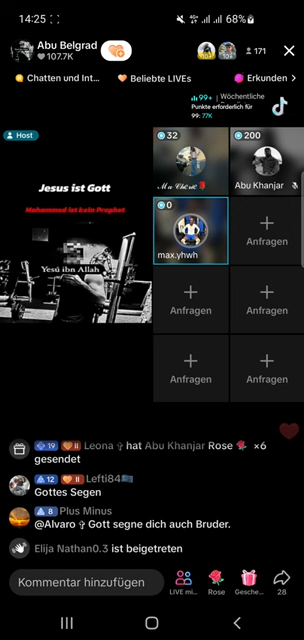 14:25
68%
Abu Belgrad
107.7K
171
Chatten und Int...
Beliebte LIVEs
Erkunden >
99+ | Wöchentliche
Punkte erforderlich für
99: 77K
Host
32
200
Jesus ist Gott
Mohammed ist kein Prophet
Abu Khanjar
Yesú ibn Allah
0
max.yhwh
Anfragen
Anfragen
Anfragen
Anfragen
Anfragen
19 II Leona ✞ hat Abu Khanjar Rose 🌹 ×6
gesendet
12 II Lefti84
Gottes Segen
8 Plus Minus
@Alvaro ✞ Gott segne dich auch Bruder.
Elija Nathan0.3 ist beigetreten
Kommentar hinzufügen
LIVE mi...
Rose
Gesche...
28